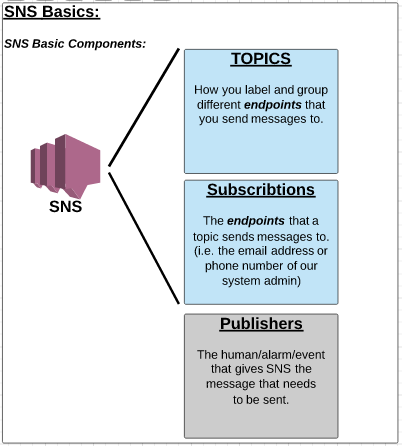 SNS Basics:
SNS Basic Components:
TOPICS
How you label and group
different endpoints that
you send messages to.
SNS
Subscribtions
The endpoints that a
topic sends messages to.
(i.e. the email address or
phone number of our
system admin)
Publishers
The human/alarm/event
that gives SNS the
message that needs
to be sent.